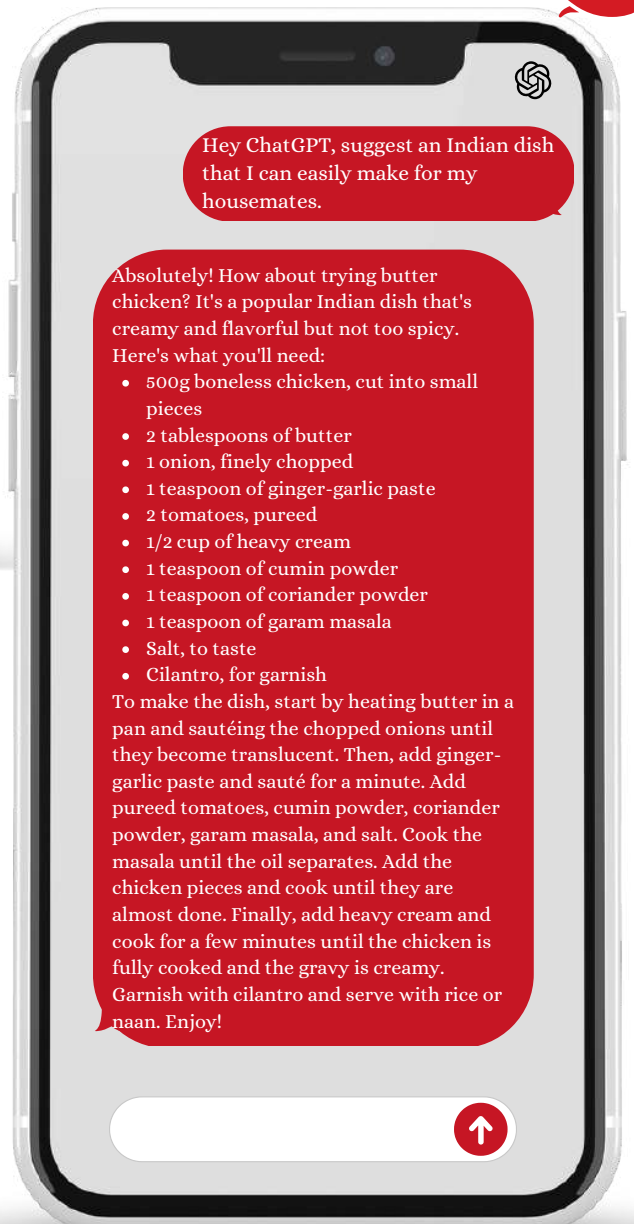 Hey ChatGPT, suggest an Indian dish
that I can easily make for my
housemates.
Absolutely! How about trying butter
chicken? It's a popular Indian dish that's
creamy and flavorful but not too spicy.
Here's what you'll need:
• 500g boneless chicken, cut into small
pieces
• 2 tablespoons of butter
• 1 onion, finely chopped
• 1 teaspoon of ginger-garlic paste
• 2 tomatoes, pureed
• 1/2 cup of heavy cream
• 1 teaspoon of cumin powder
• 1 teaspoon of coriander powder
• 1 teaspoon of garam masala
• Salt, to taste
• Cilantro, for garnish
To make the dish, start by heating butter in a
pan and sautéing the chopped onions until
they become translucent. Then, add ginger-
garlic paste and sauté for a minute. Add
pureed tomatoes, cumin powder, coriander
powder, garam masala, and salt. Cook the
masala until the oil separates. Add the
chicken pieces and cook until they are
almost done. Finally, add heavy cream and
cook for a few minutes until the chicken is
fully cooked and the gravy is creamy.
Garnish with cilantro and serve with rice or
naan. Enjoy!